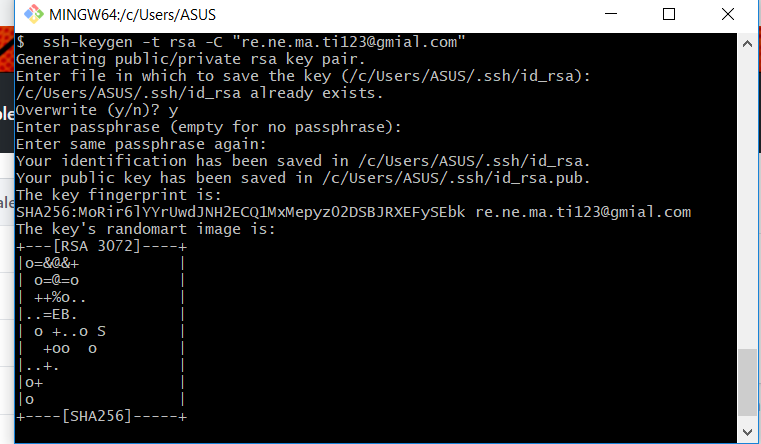 MINGW64:/c/Users/ASUS
$  ssh-keygen -t rsa -C "re.ne.ma.ti123@gmial.com"
Generating public/private rsa key pair.
Enter file in which to save the key (/c/Users/ASUS/.ssh/id_rsa):
/c/Users/ASUS/.ssh/id_rsa already exists.
Overwrite (y/n)? y
Enter passphrase (empty for no passphrase):
Enter same passphrase again:
Your identification has been saved in /c/Users/ASUS/.ssh/id_rsa.
Your public key has been saved in /c/Users/ASUS/.ssh/id_rsa.pub.
The key fingerprint is:
SHA256:MoRir6lYYrUwdJNH2ECQ1MxMepyz02DSBJRXEFySEbk re.ne.ma.ti123@gmial.com
The key's randomart image is:
+---[RSA 3072]----+
|o=&@&+           |
| o=@=o           |
| ++%o..          |
|..=EB.           |
| o +..o S        |
|  +oo  o         |
|..+.             |
|o+               |
|o                |
+----[SHA256]-----+